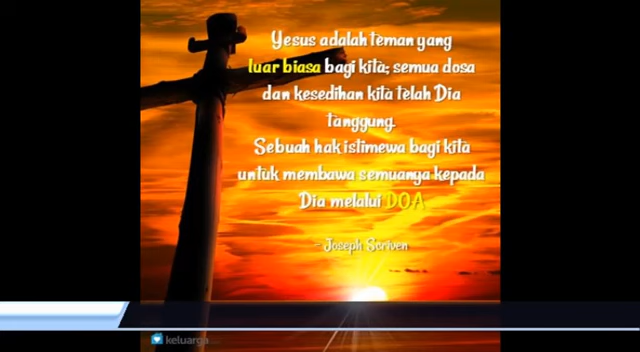 Yesus adalah teman yang
luar biasa bagi kita; semua dosa
dan kesedihan kita telah Dia
tanggung.
Sebuah hak istimewa bagi kita
untuk membawa semuanya kepada
Dia melalui DOA
- Joseph Scriven
keluarga